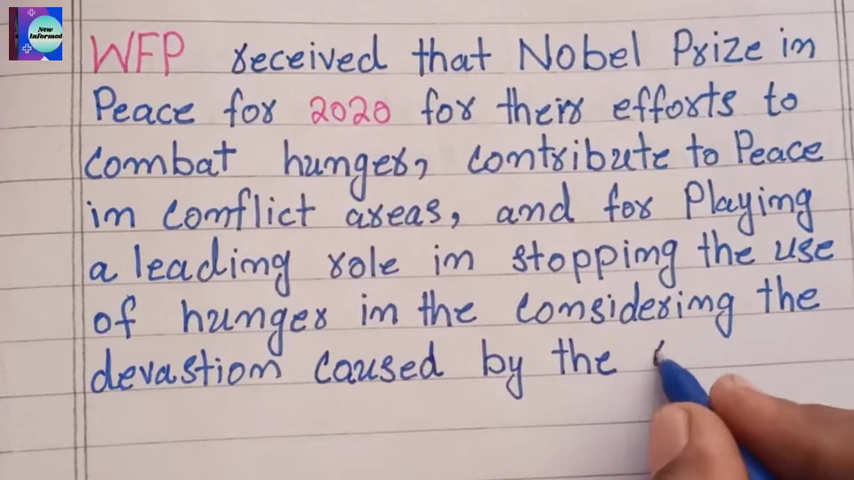 New
Informed
WFP received that Nobel Prize in
Peace for 2020 for their efforts to
combat hunger, contribute to Peace
in conflict areas, and for Playing
a leading role in stopping the use
of hunger in the considering the
devastion caused by the